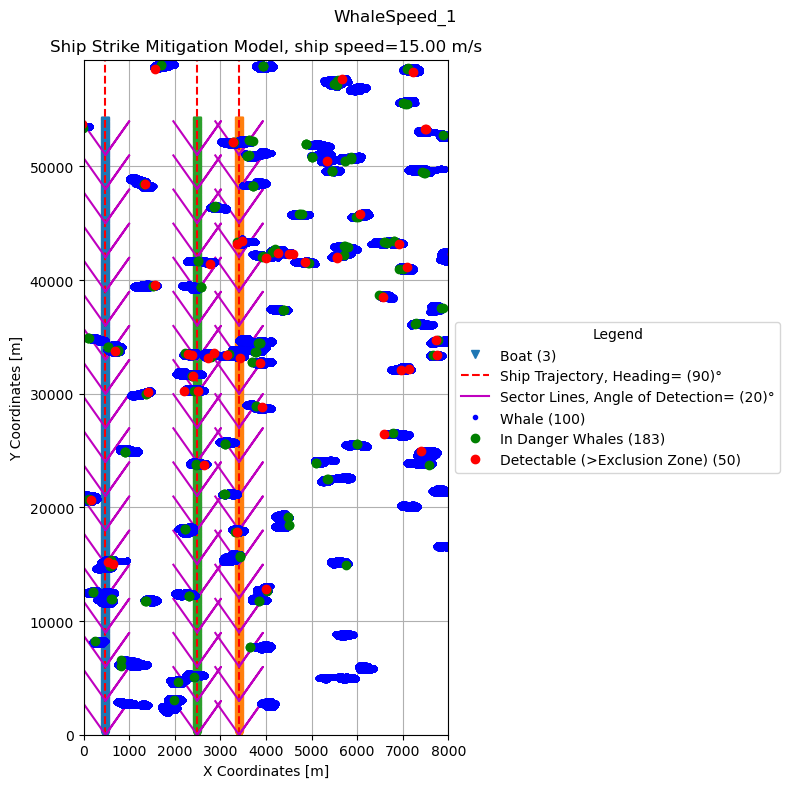 WhaleSpeed_1
Ship Strike Mitigation Model, ship speed=15.00 m/s
50000
40000
30000
20000
10000
0
Y Coordinates [m]
0 1000 2000 3000 4000 5000 6000 7000 8000
X Coordinates [m]
Legend
Boat (3)
Ship Trajectory, Heading= (90)°
Sector Lines, Angle of Detection= (20)°
Whale (100)
In Danger Whales (183)
Detectable (>Exclusion Zone) (50)